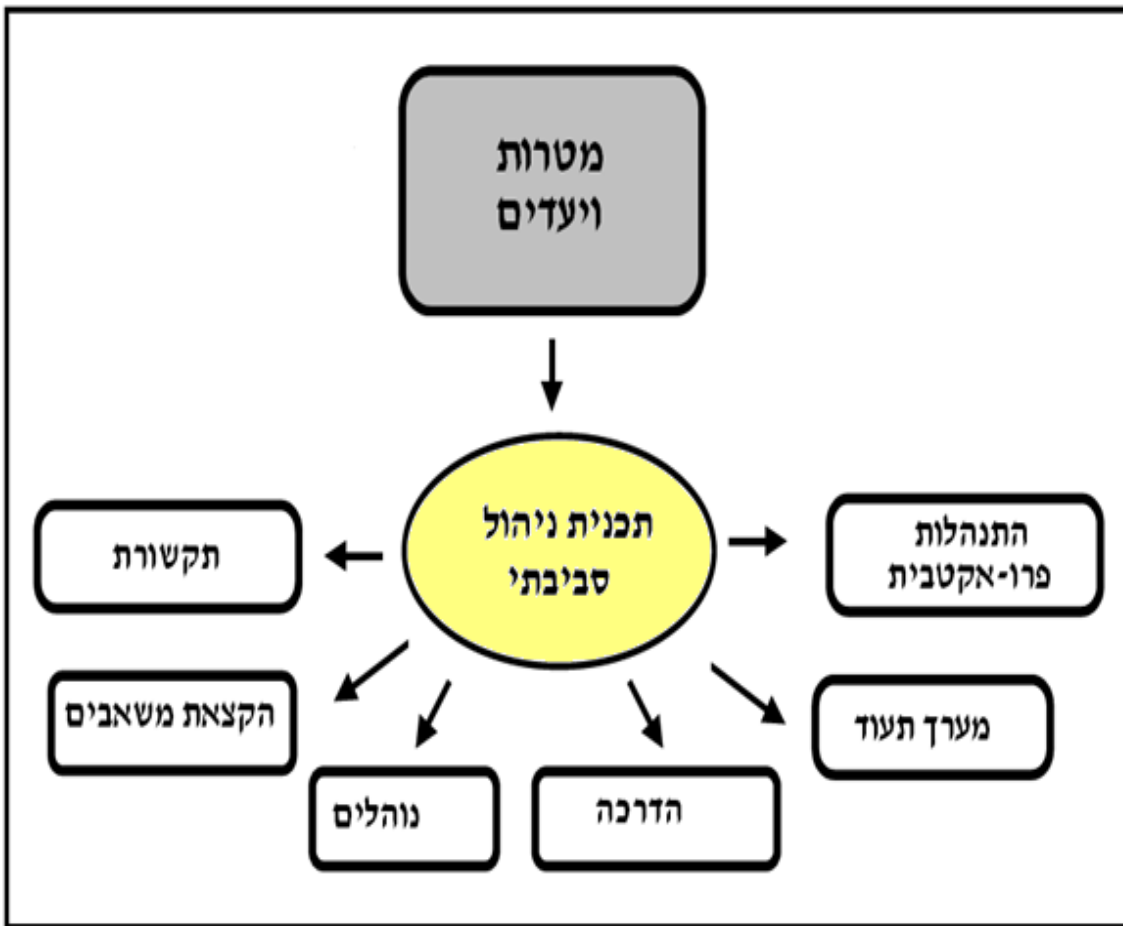 מטרות
ויעדים
תכנית ניהול
סביבתי
התנהלות
פרו-אקטבית
תקשורת
מערך תעוד
הקצאת משאבים
הדרכה
נוהלים